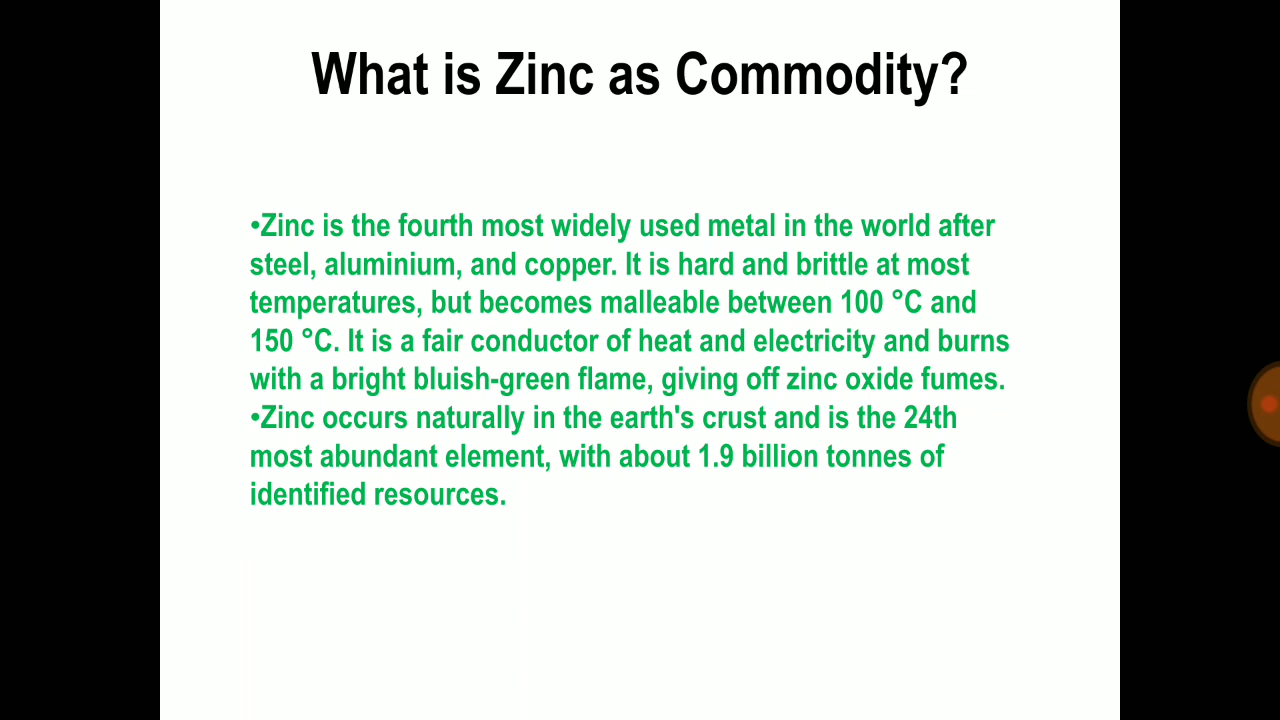 What is Zinc as Commodity?
•Zinc is the fourth most widely used metal in the world after
steel, aluminium, and copper. It is hard and brittle at most
temperatures, but becomes malleable between 100 °C and
150 °C. It is a fair conductor of heat and electricity and burns
with a bright bluish-green flame, giving off zinc oxide fumes.
•Zinc occurs naturally in the earth's crust and is the 24th
most abundant element, with about 1.9 billion tonnes of
identified resources.